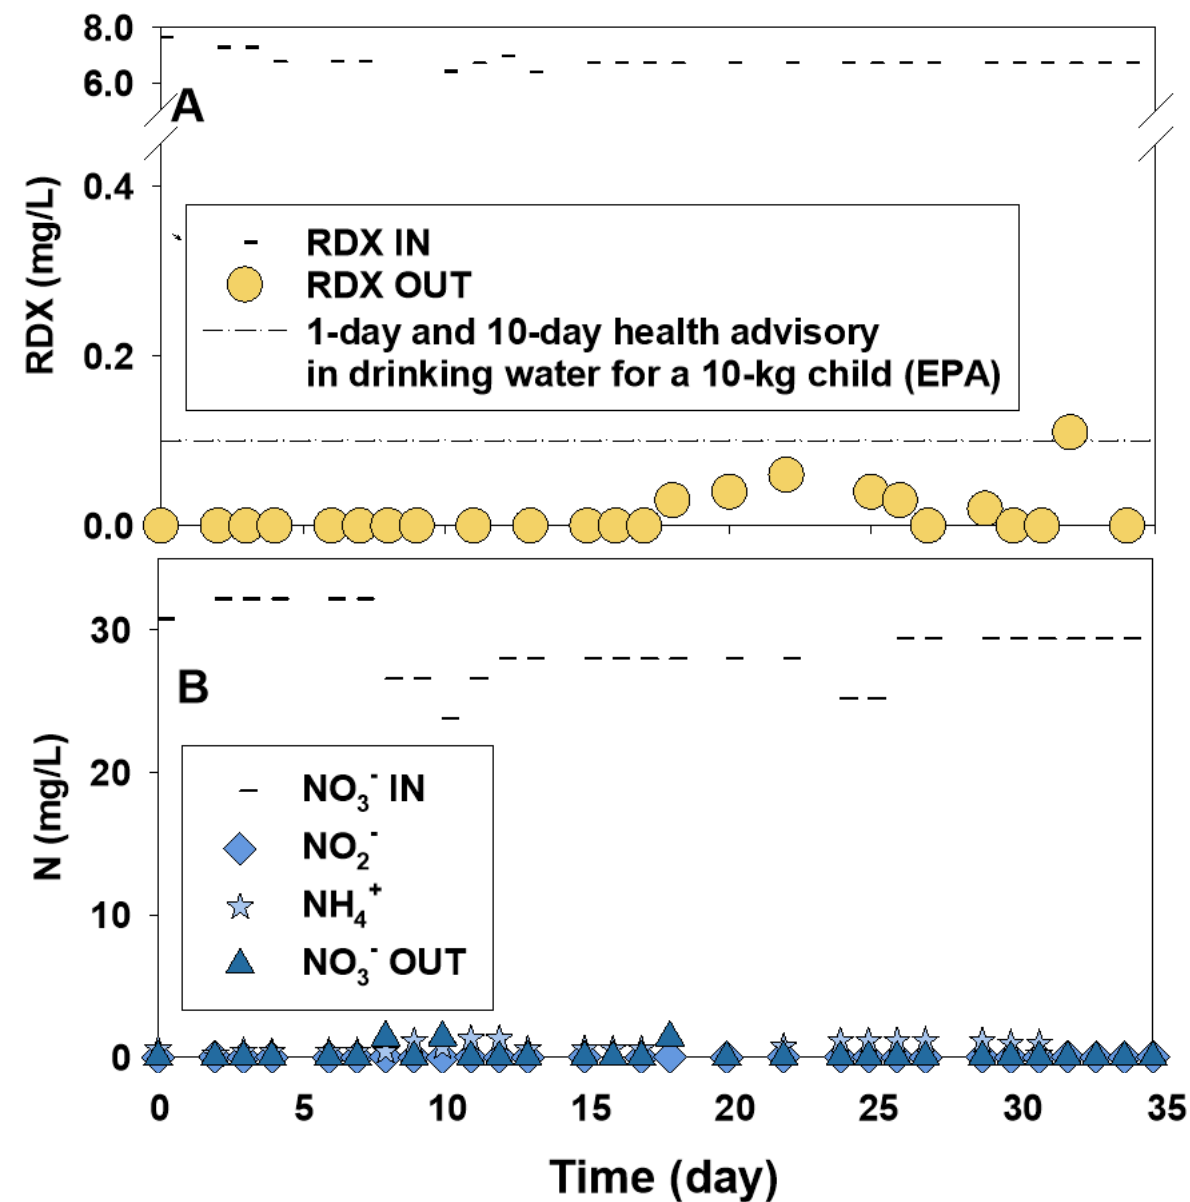 8.0
6.0
A
0.4
RDX (mg/L)
RDX IN
RDX OUT
1-day and 10-day health advisory
in drinking water for a 10-kg child (EPA)
0.2
0.0
30
B
N (mg/L)
20
NO₃⁻ IN
NO₂⁻
NH₄⁺
NO₃⁻ OUT
10
0
0 5 10 15 20 25 30 35
Time (day)